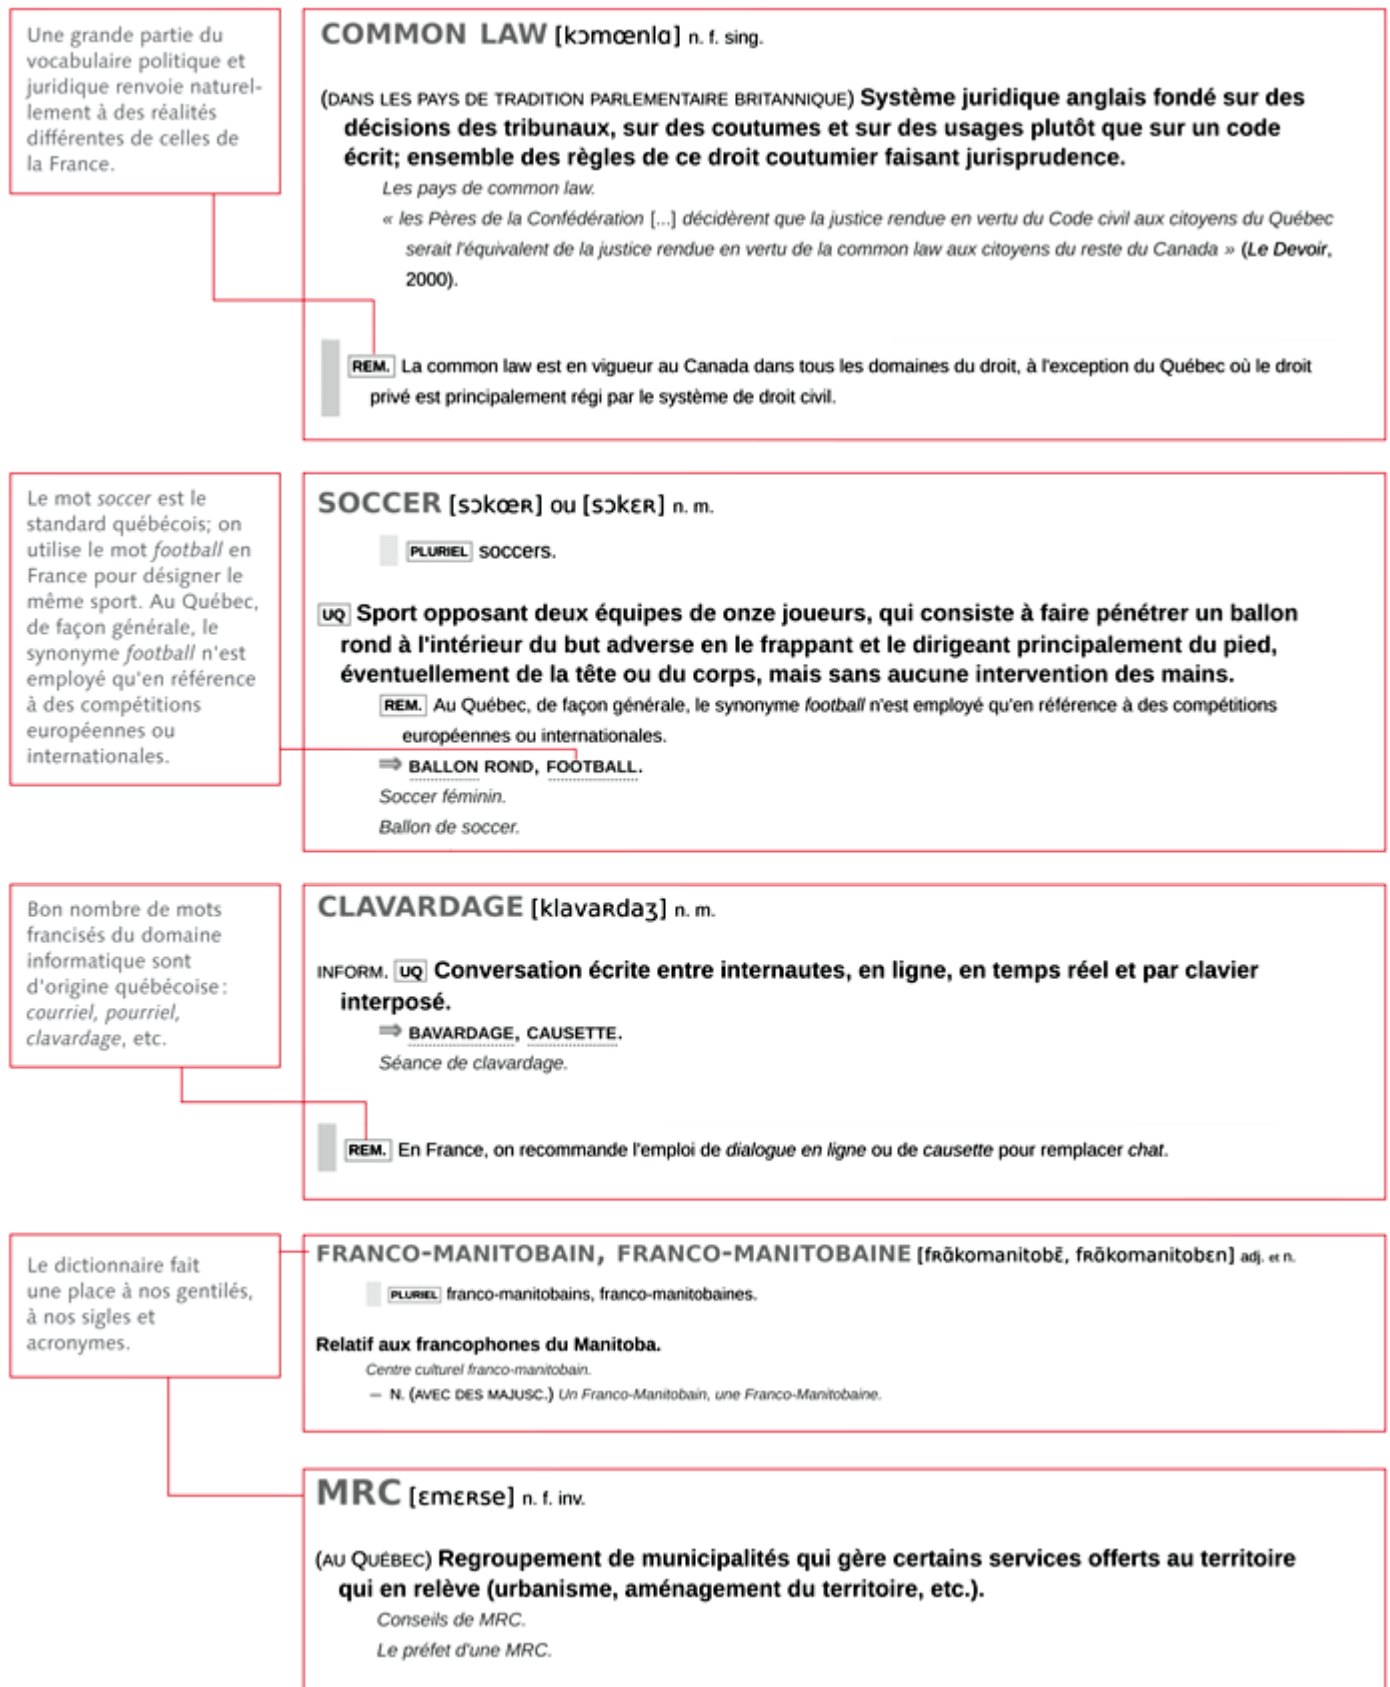 Une grande partie du
vocabulaire politique et
juridique renvoie naturel-
lement à des réalités
différentes de celles de
la France.
COMMON LAW [kɔmœnlɑ] n. f. sing.
(DANS LES PAYS DE TRADITION PARLEMENTAIRE BRITANNIQUE) Système juridique anglais fondé sur des
décisions des tribunaux, sur des coutumes et sur des usages plutôt que sur un code
écrit; ensemble des règles de ce droit coutumier faisant jurisprudence.
Les pays de common law.
« les Pères de la Confédération [...] décidèrent que la justice rendue en vertu du Code civil aux citoyens du Québec
serait l'équivalent de la justice rendue en vertu de la common law aux citoyens du reste du Canada » (Le Devoir,
2000).
REM. La common law est en vigueur au Canada dans tous les domaines du droit, à l'exception du Québec où le droit
privé est principalement régi par le système de droit civil.
Le mot soccer est le
standard québécois; on
utilise le mot football en
France pour désigner le
même sport. Au Québec,
de façon générale, le
synonyme football n'est
employé qu'en référence
à des compétitions
européennes ou
internationales.
SOCCER [sɔkœʀ] ou [sɔkɛʀ] n. m.
PLURIEL soccers.
UQ Sport opposant deux équipes de onze joueurs, qui consiste à faire pénétrer un ballon
rond à l'intérieur du but adverse en le frappant et le dirigeant principalement du pied,
éventuellement de la tête ou du corps, mais sans aucune intervention des mains.
REM. Au Québec, de façon générale, le synonyme football n'est employé qu'en référence à des compétitions
européennes ou internationales.
⇒ BALLON ROND, FOOTBALL.
Soccer féminin.
Ballon de soccer.
Bon nombre de mots
francisés du domaine
informatique sont
d'origine québécoise :
courriel, pourriel,
clavardage, etc.
CLAVARDAGE [klavaʀdaʒ] n. m.
INFORM. UQ Conversation écrite entre internautes, en ligne, en temps réel et par clavier
interposé.
⇒ BAVARDAGE, CAUSETTE.
Séance de clavardage.
REM. En France, on recommande l'emploi de dialogue en ligne ou de causette pour remplacer chat.
Le dictionnaire fait
une place à nos gentilés,
à nos sigles et
acronymes.
FRANCO-MANITOBAIN, FRANCO-MANITOBAINE [fʀɑ̃komanitobɛ̃, fʀɑ̃komanitobɛn] adj. et n.
PLURIEL franco-manitobains, franco-manitobaines.
Relatif aux francophones du Manitoba.
Centre culturel franco-manitobain.
— N. (AVEC DES MAJUSC.) Un Franco-Manitobain, une Franco-Manitobaine.
MRC [ɛmɛʀse] n. f. inv.
(AU QUÉBEC) Regroupement de municipalités qui gère certains services offerts au territoire
qui en relève (urbanisme, aménagement du territoire, etc.).
Conseils de MRC.
Le préfet d'une MRC.